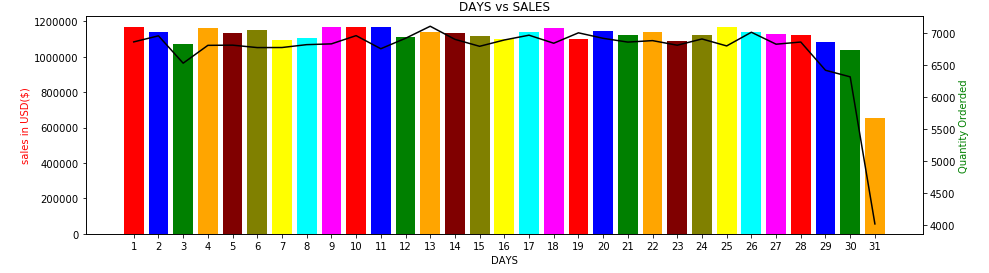 DAYS vs SALES
sales in USD($)
1200000
1000000
800000
600000
400000
200000
0
7000
6500
6000
5500
5000
4500
4000
Quantity Orderded
1 2 3 4 5 6 7 8 9 10 11 12 13 14 15 16 17 18 19 20 21 22 23 24 25 26 27 28 29 30 31
DAYS